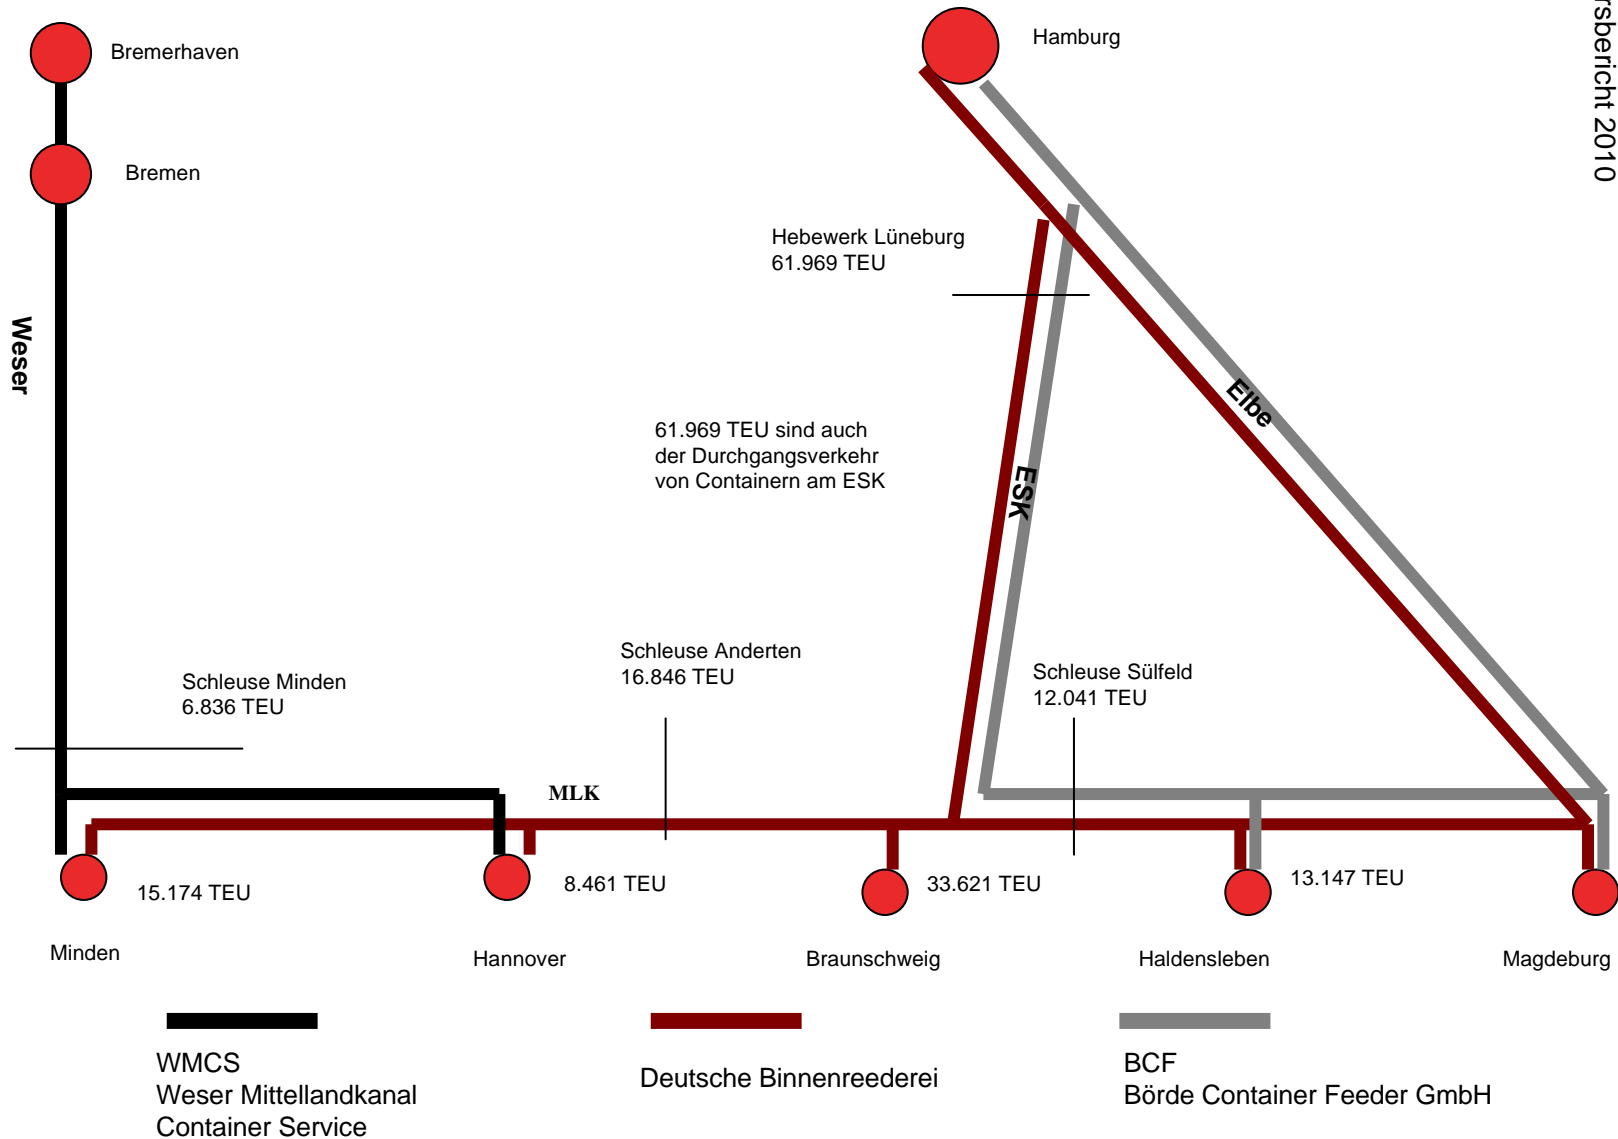 Bremerhaven
Hamburg
rsbericht 2010
Bremen
Hebewerk Lüneburg
61.969 TEU
Weser
Elbe
61.969 TEU sind auch
der Durchgangsverkehr
von Containern am ESK
ESK
Schleuse Anderten
16.846 TEU
Schleuse Sülfeld
12.041 TEU
Schleuse Minden
6.836 TEU
MLK
15.174 TEU
8.461 TEU
33.621 TEU
13.147 TEU
Minden
Hannover
Braunschweig
Haldensleben
Magdeburg
WMCS
Weser Mittellandkanal
Container Service
Deutsche Binnenreederei
BCF
Börde Container Feeder GmbH